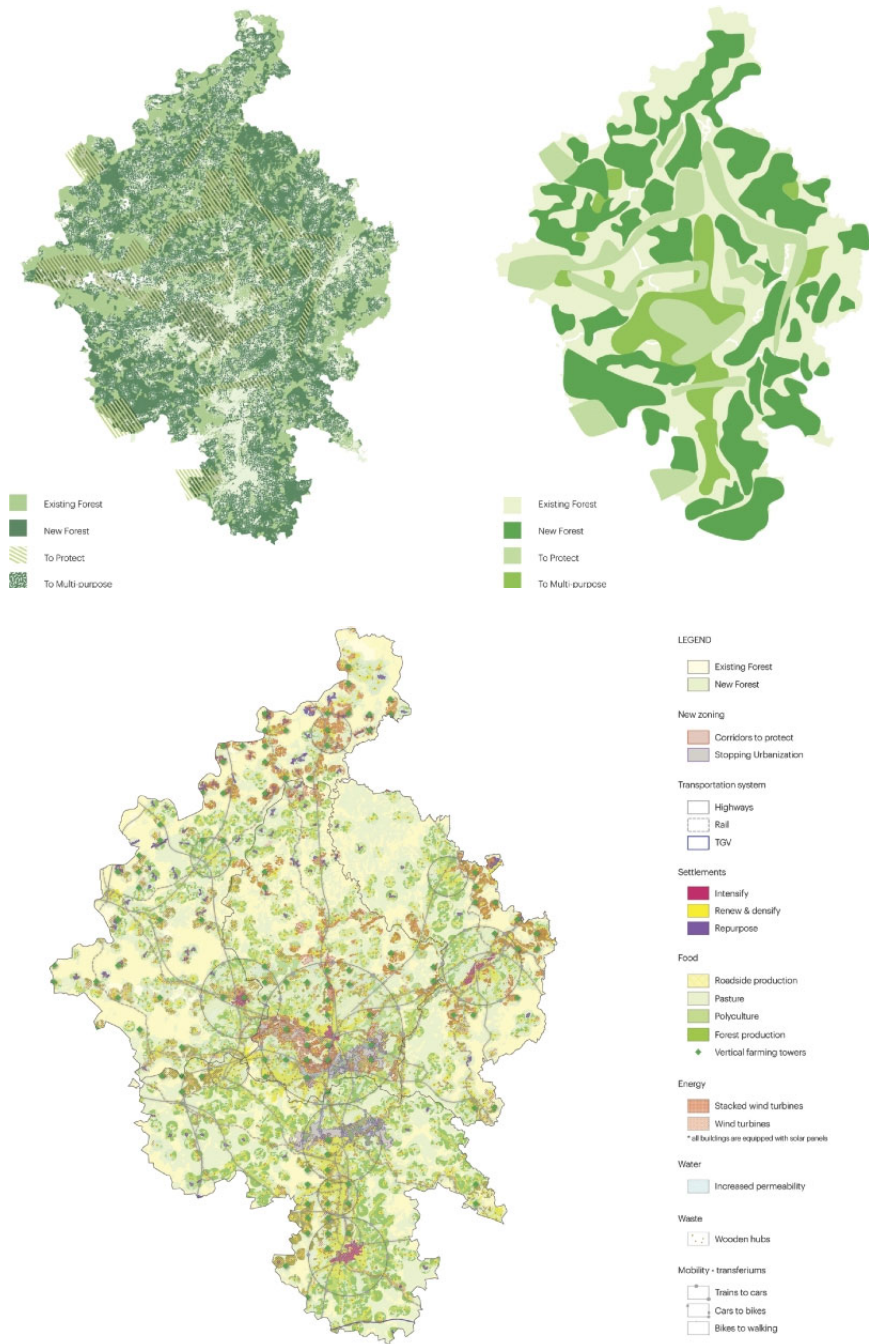 Existing Forest
New Forest
To Protect
To Multi-purpose
Existing Forest
New Forest
To Protect
To Multi-purpose
LEGEND
Existing Forest
New Forest
New zoning
Corridors to protect
Stopping Urbanization
Transportation system
Highways
Rail
TGV
Settlements
Intensify
Renew & densify
Repurpose
Food
Roadside production
Pasture
Polyculture
Forest production
Vertical farming towers
Energy
Stacked wind turbines
Wind turbines
* all buildings are equipped with solar panels
Water
Increased permeability
Waste
Wooden hubs
Mobility - transferiums
Trains to cars
Cars to bikes
Bikes to walking